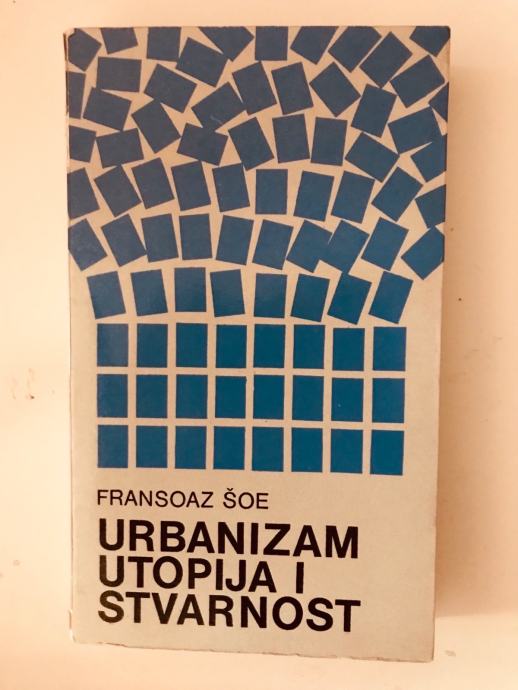 FRANSOAZ ŠOE
URBANIZAM
UTOPIJA I
STVARNOST